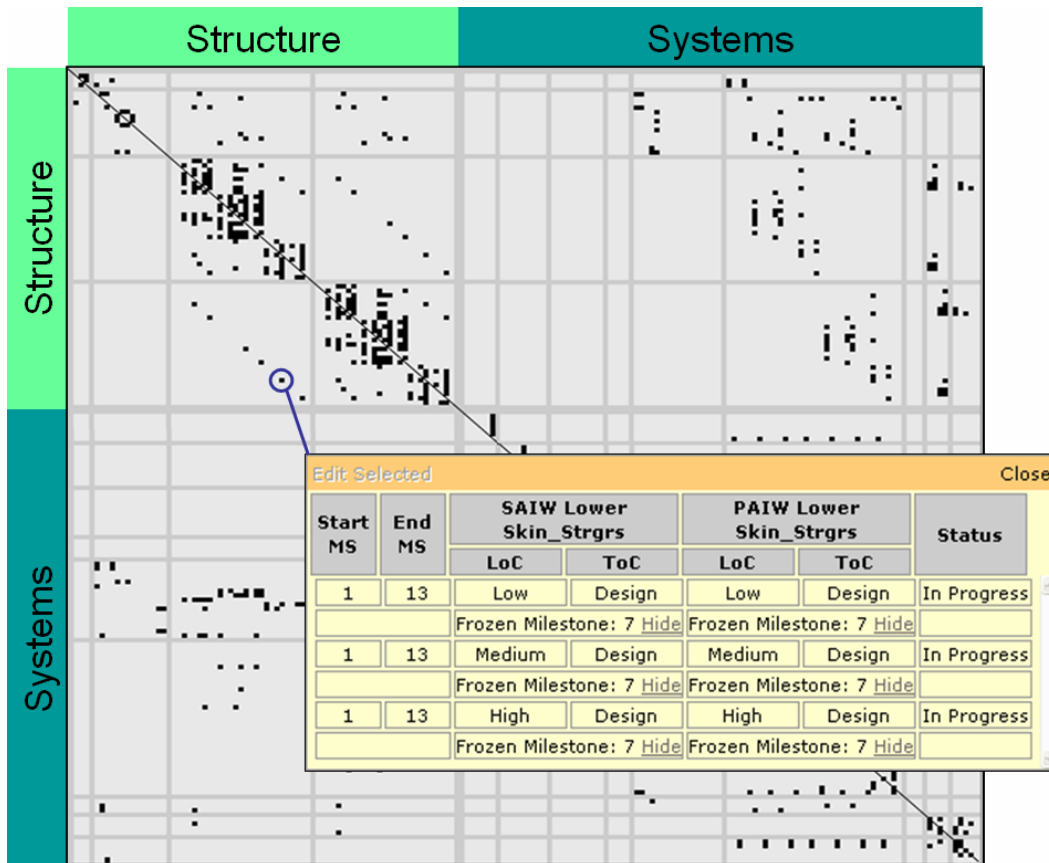 Structure Systems
Structure
Systems
Edit Selected Close
Start MS End MS SAIW Lower Skin_Strgrs PAIW Lower Skin_Strgrs Status
LoC ToC LoC ToC
1 13 Low Design Low Design In Progress
Frozen Milestone: 7 Hide Frozen Milestone: 7 Hide
1 13 Medium Design Medium Design In Progress
Frozen Milestone: 7 Hide Frozen Milestone: 7 Hide
1 13 High Design High Design In Progress
Frozen Milestone: 7 Hide Frozen Milestone: 7 Hide